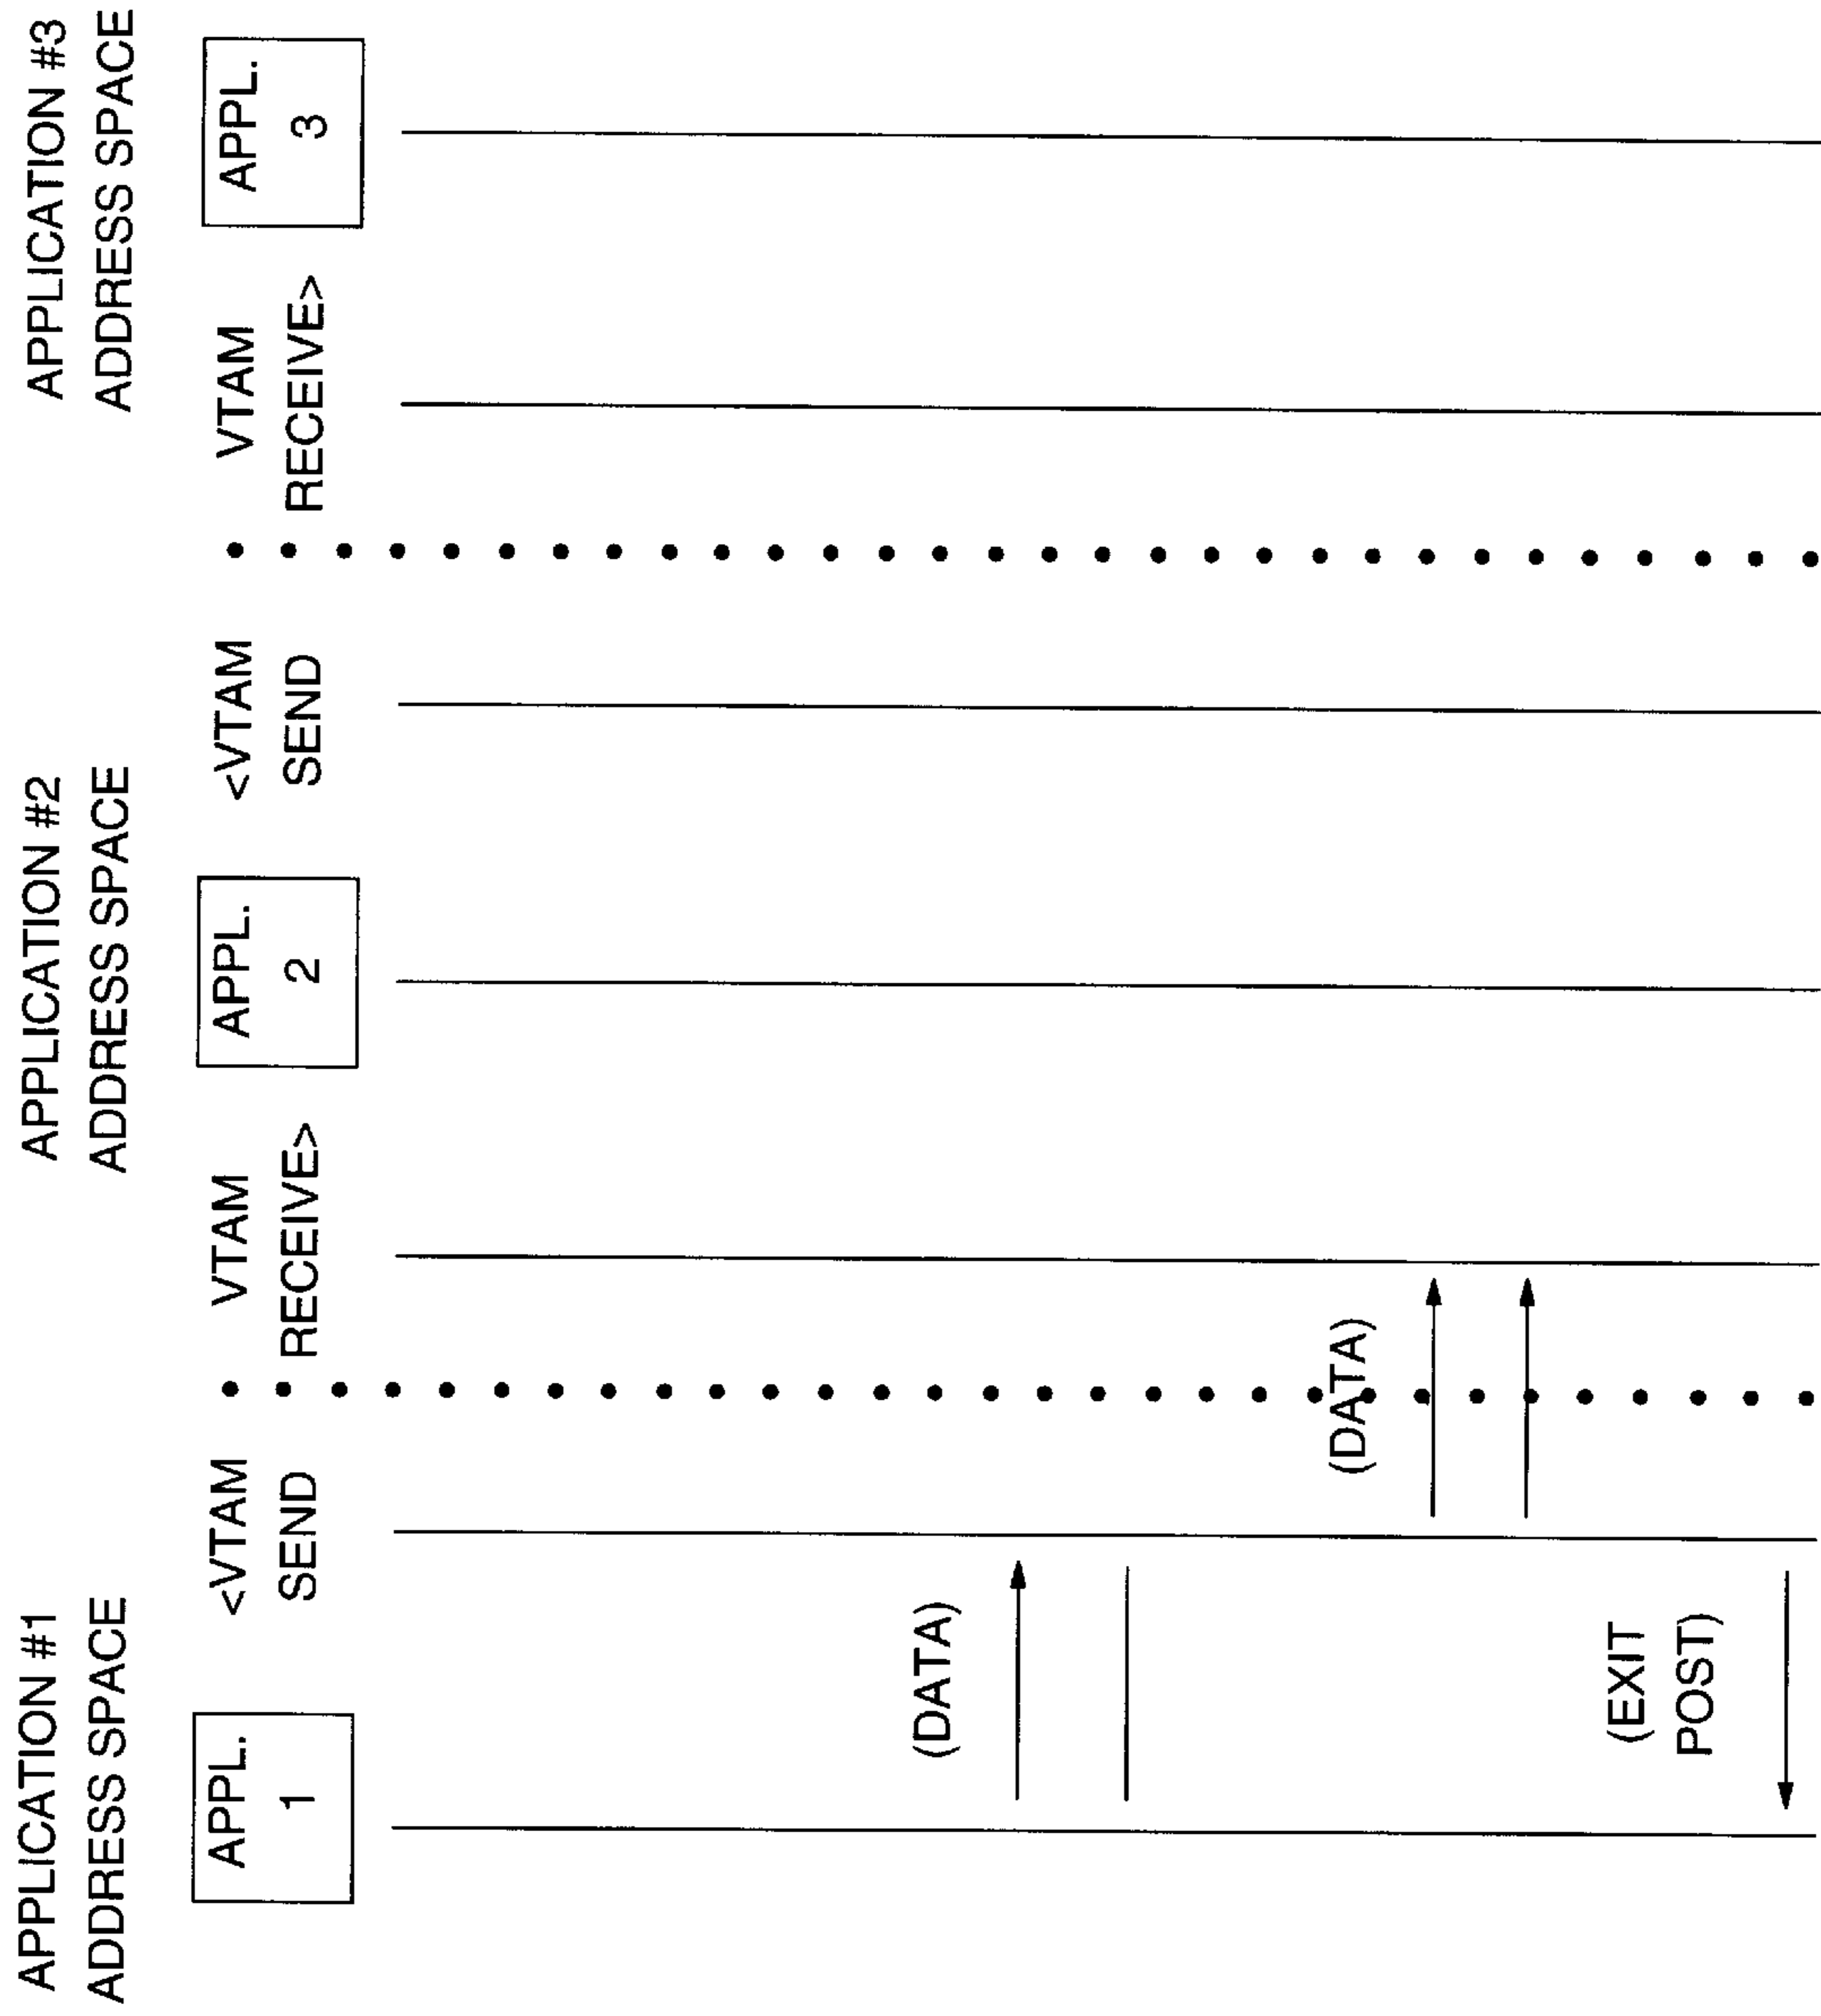 APPLICATION #1
ADDRESS SPACE
APPLICATION #2
ADDRESS SPACE
APPLICATION #3
ADDRESS SPACE
APPL.
1
<VTAM
SEND
VTAM
RECEIVE>
APPL.
2
<VTAM
SEND
VTAM
RECEIVE>
APPL.
3
(DATA)
(DATA)
(EXIT
POST)